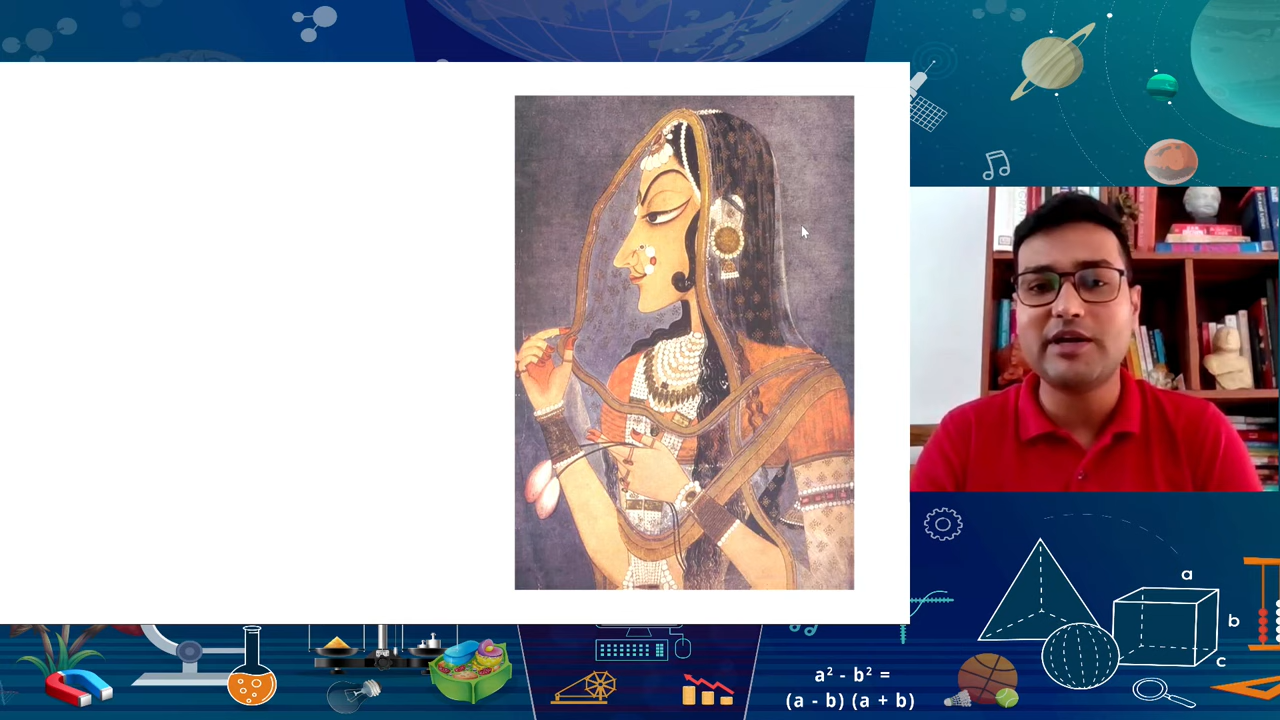 a
b
c
a² - b² =
(a - b) (a + b)